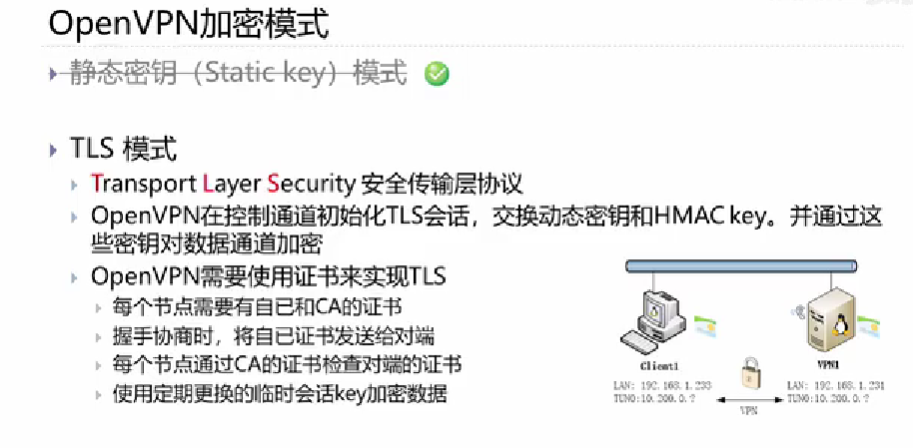 OpenVPN加密模式
静态密钥（Static key）模式
TLS 模式
Transport Layer Security 安全传输层协议
OpenVPN在控制通道初始化TLS会话，交换动态密钥和HMAC key。并通过这
些密钥对数据通道加密
OpenVPN需要使用证书来实现TLS
每个节点需要有自已和CA的证书
握手协商时，将自已证书发送给对端
每个节点通过CA的证书检查对端的证书
使用定期更换的临时会话key加密数据
Client1
VPN1
LAN: 192.168.1.233
LAN: 192.168.1.231
TUN0:10.200.0.?
TUN0:10.200.0.?
VPN